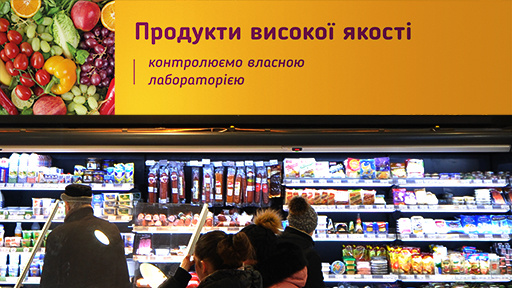 Продукти високої якості
контролюємо власною
лабораторією